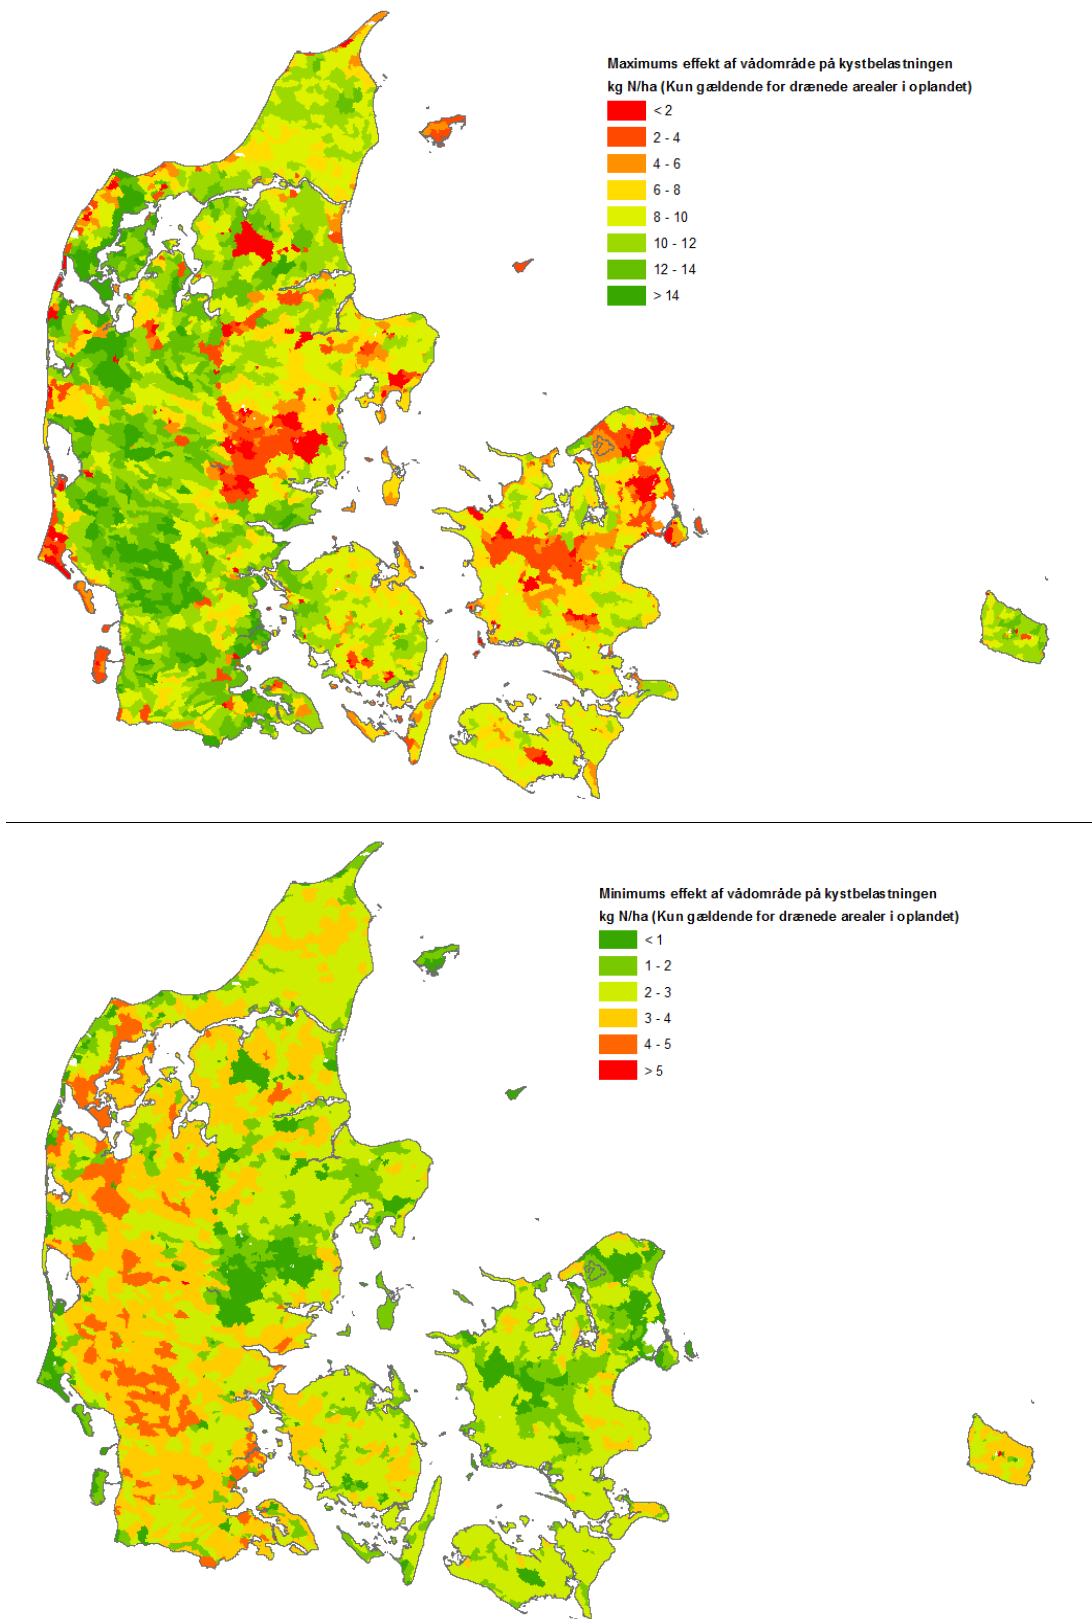 Maximums effekt af vådområde på kystbelastningen
kg N/ha (Kun gældende for drænede arealer i oplandet)
< 2
2 - 4
4 - 6
6 - 8
8 - 10
10 - 12
12 - 14
> 14
Minimums effekt af vådområde på kystbelastningen
kg N/ha (Kun gældende for drænede arealer i oplandet)
< 1
1 - 2
2 - 3
3 - 4
4 - 5
> 5